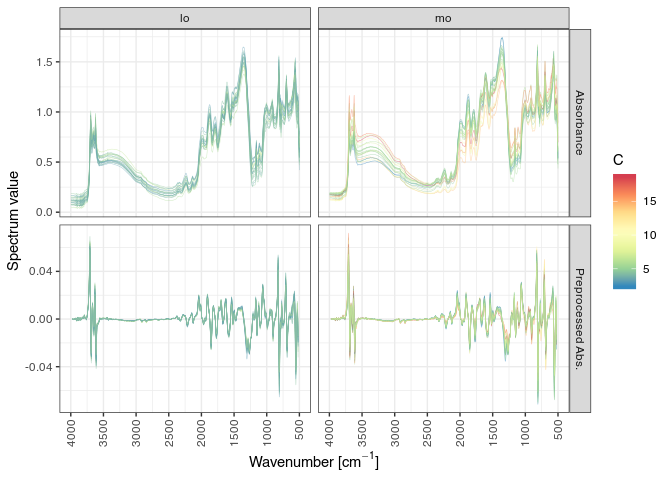 lo mo
Spectrum value
1.5
1.0
0.5
0.0
Absorbance
0.04
0.00
-0.04
Preprocessed Abs.
4000 3500 3000 2500 2000 1500 1000 500 4000 3500 3000 2500 2000 1500 1000 500
Wavenumber [cm⁻¹]
C
15
10
5